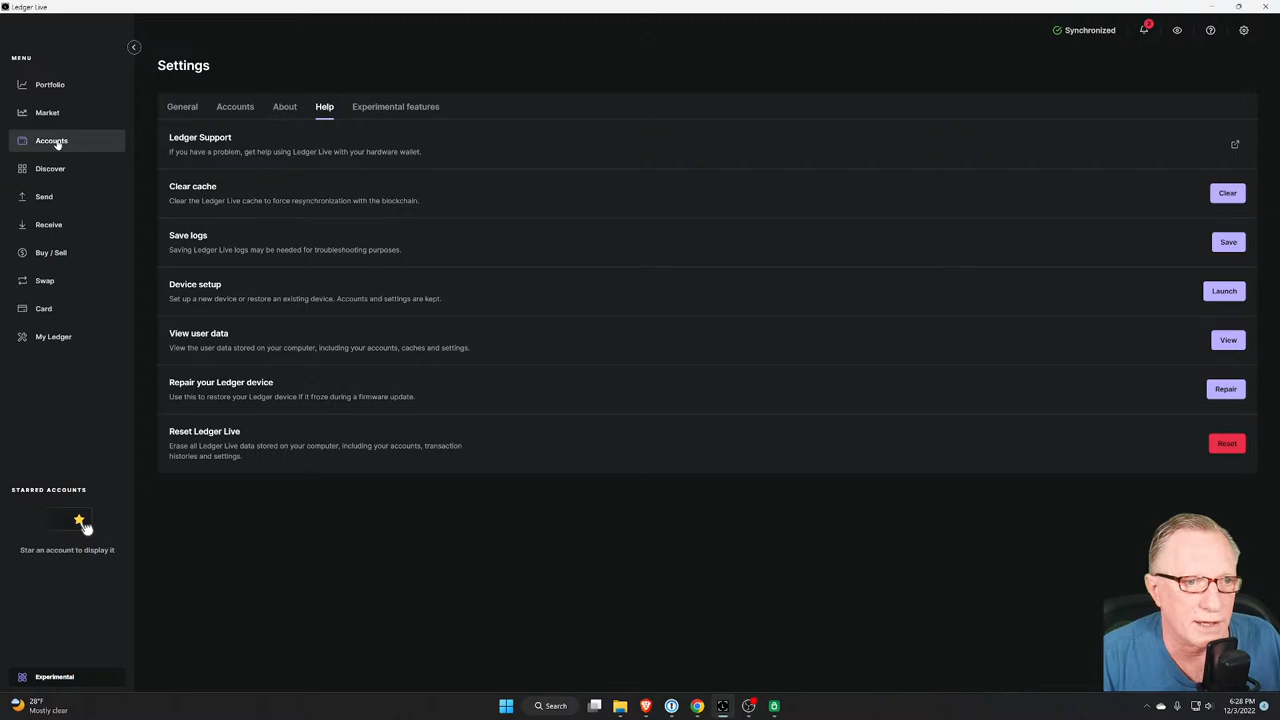 Ledger Live
Synchronized
2
MENU
Portfolio
Market
Accounts
Discover
Send
Receive
Buy / Sell
Swap
Card
My Ledger
STARRED ACCOUNTS
Star an account to display it
Experimental
Settings
General Accounts About Help Experimental features
Ledger Support
If you have a problem, get help using Ledger Live with your hardware wallet.
Clear cache
Clear the Ledger Live cache to force resynchronization with the blockchain.
Clear
Save logs
Saving Ledger Live logs may be needed for troubleshooting purposes.
Save
Device setup
Set up a new device or restore an existing device. Accounts and settings are kept.
Launch
View user data
View the user data stored on your computer, including your accounts, caches and settings.
View
Repair your Ledger device
Use this to restore your Ledger device if it froze during a firmware update.
Repair
Reset Ledger Live
Erase all Ledger Live data stored on your computer, including your accounts, transaction
histories and settings.
Reset
28°F
Mostly clear
Search
6:28 PM
12/3/2022